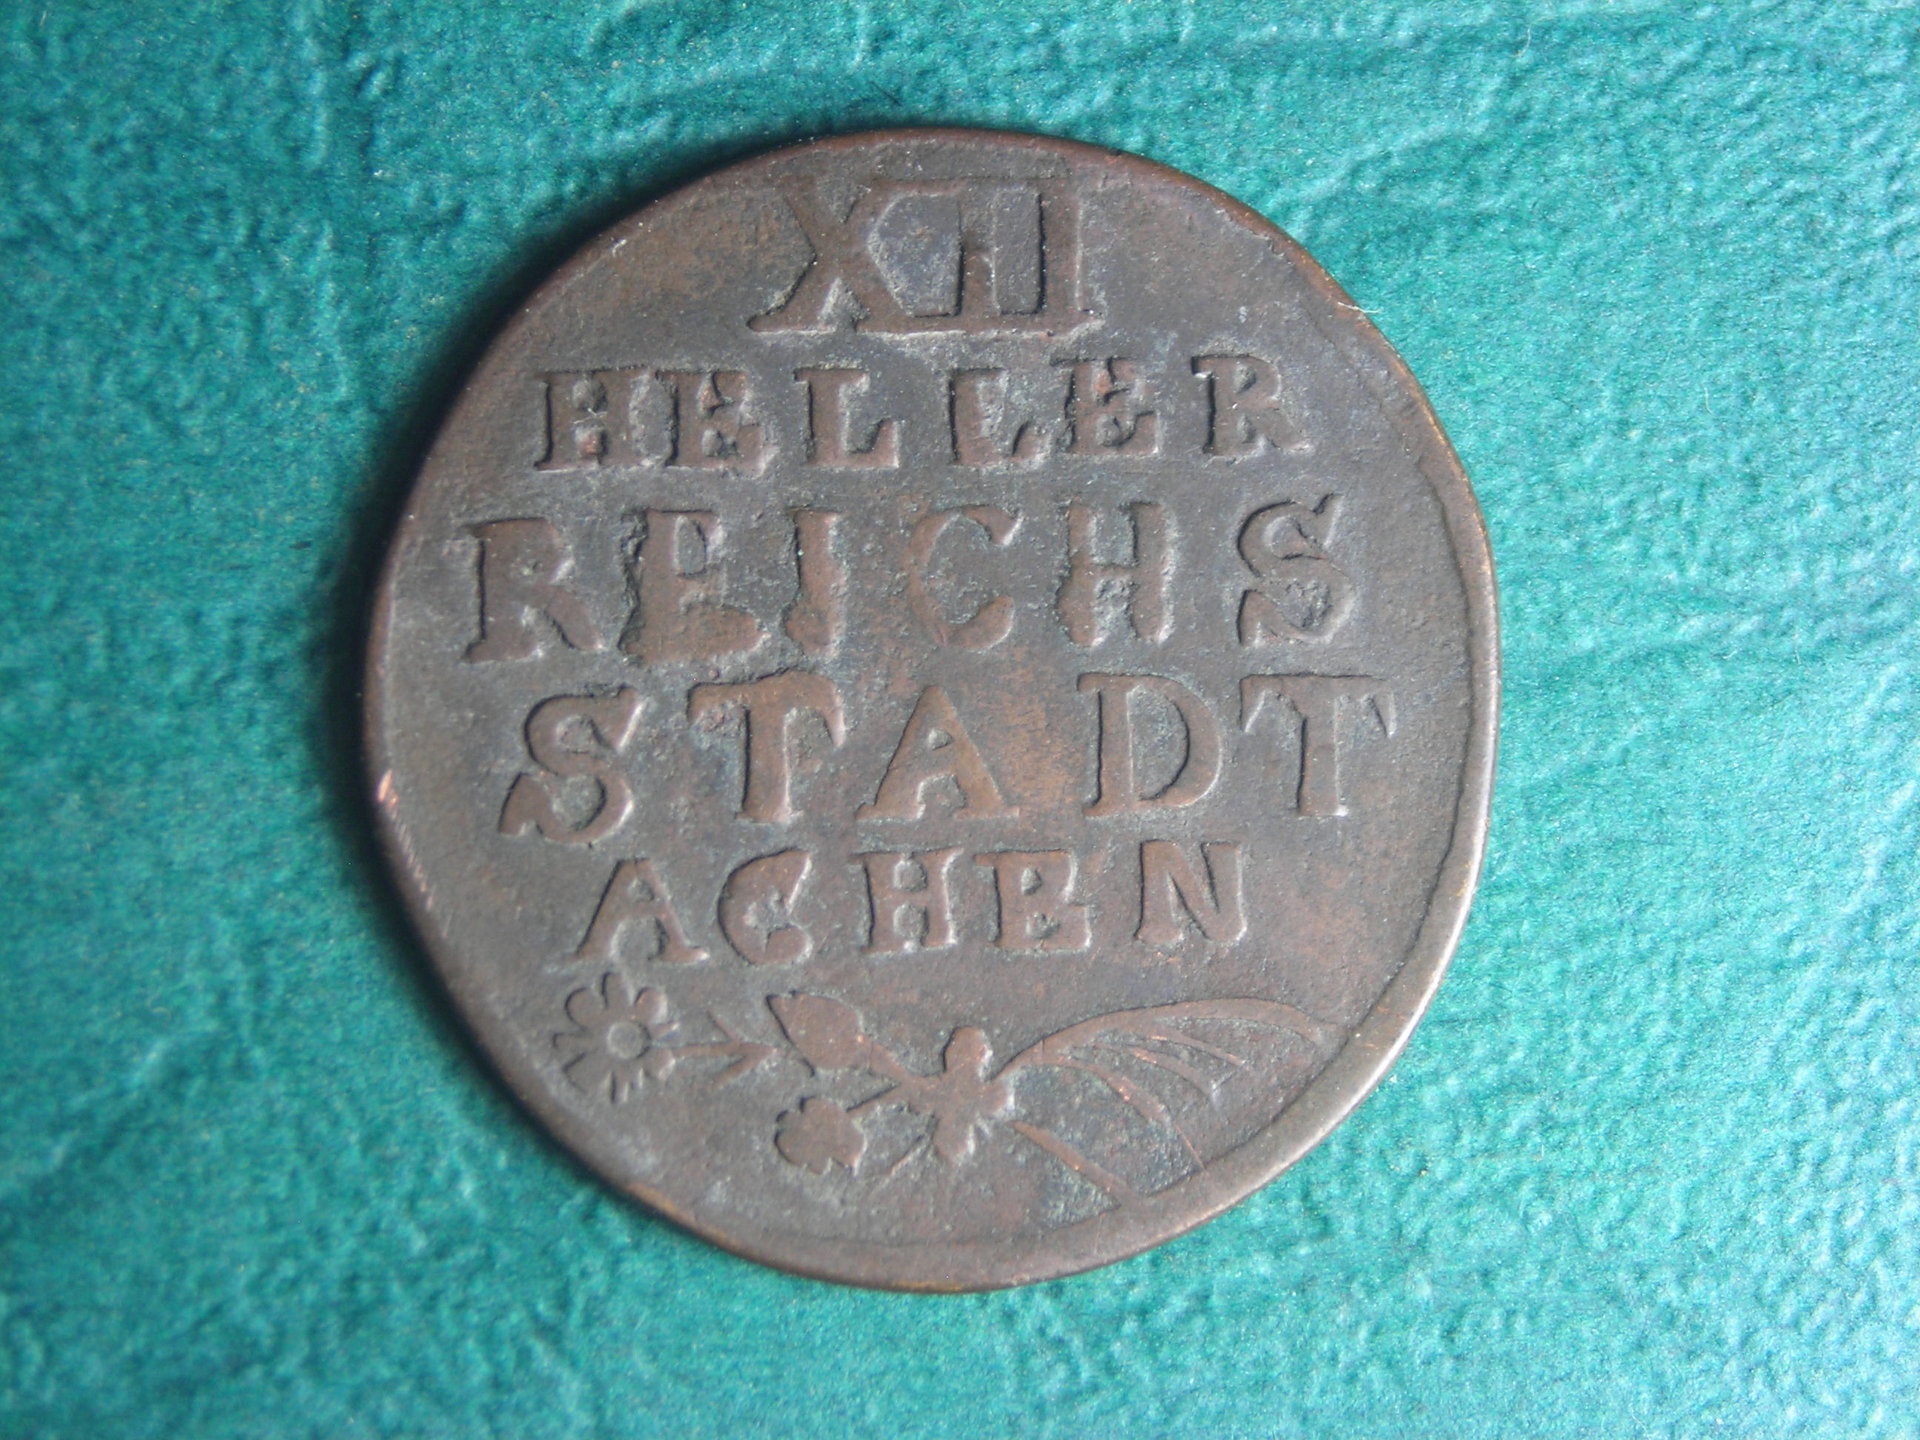 XII
HELLER
REICHS
STADT
ACHEN